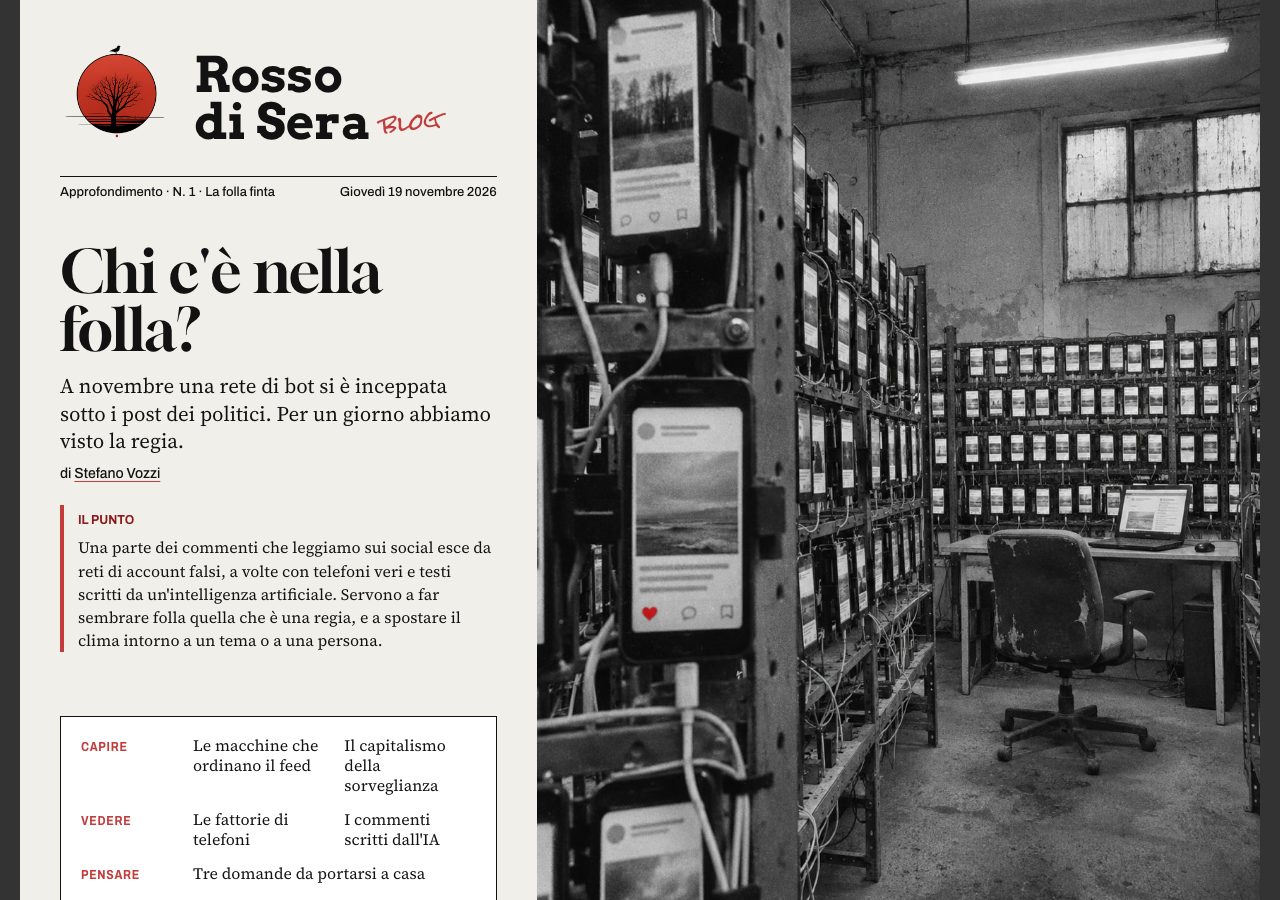 Rosso
di Sera BLOG
Approfondimento · N. 1 · La folla finta
Giovedì 19 novembre 2026
Chi c'è nella
folla?
A novembre una rete di bot si è inceppata
sotto i post dei politici. Per un giorno abbiamo
visto la regia.
di Stefano Vozzi
IL PUNTO
Una parte dei commenti che leggiamo sui social esce da
reti di account falsi, a volte con telefoni veri e testi
scritti da un'intelligenza artificiale. Servono a far
sembrare folla quella che è una regia, e a spostare il
clima intorno a un tema o a una persona.
CAPIRE
Le macchine che
ordinano il feed
Il capitalismo
della
sorveglianza
VEDERE
Le fattorie di
telefoni
I commenti
scritti dall'IA
PENSARE
Tre domande da portarsi a casa